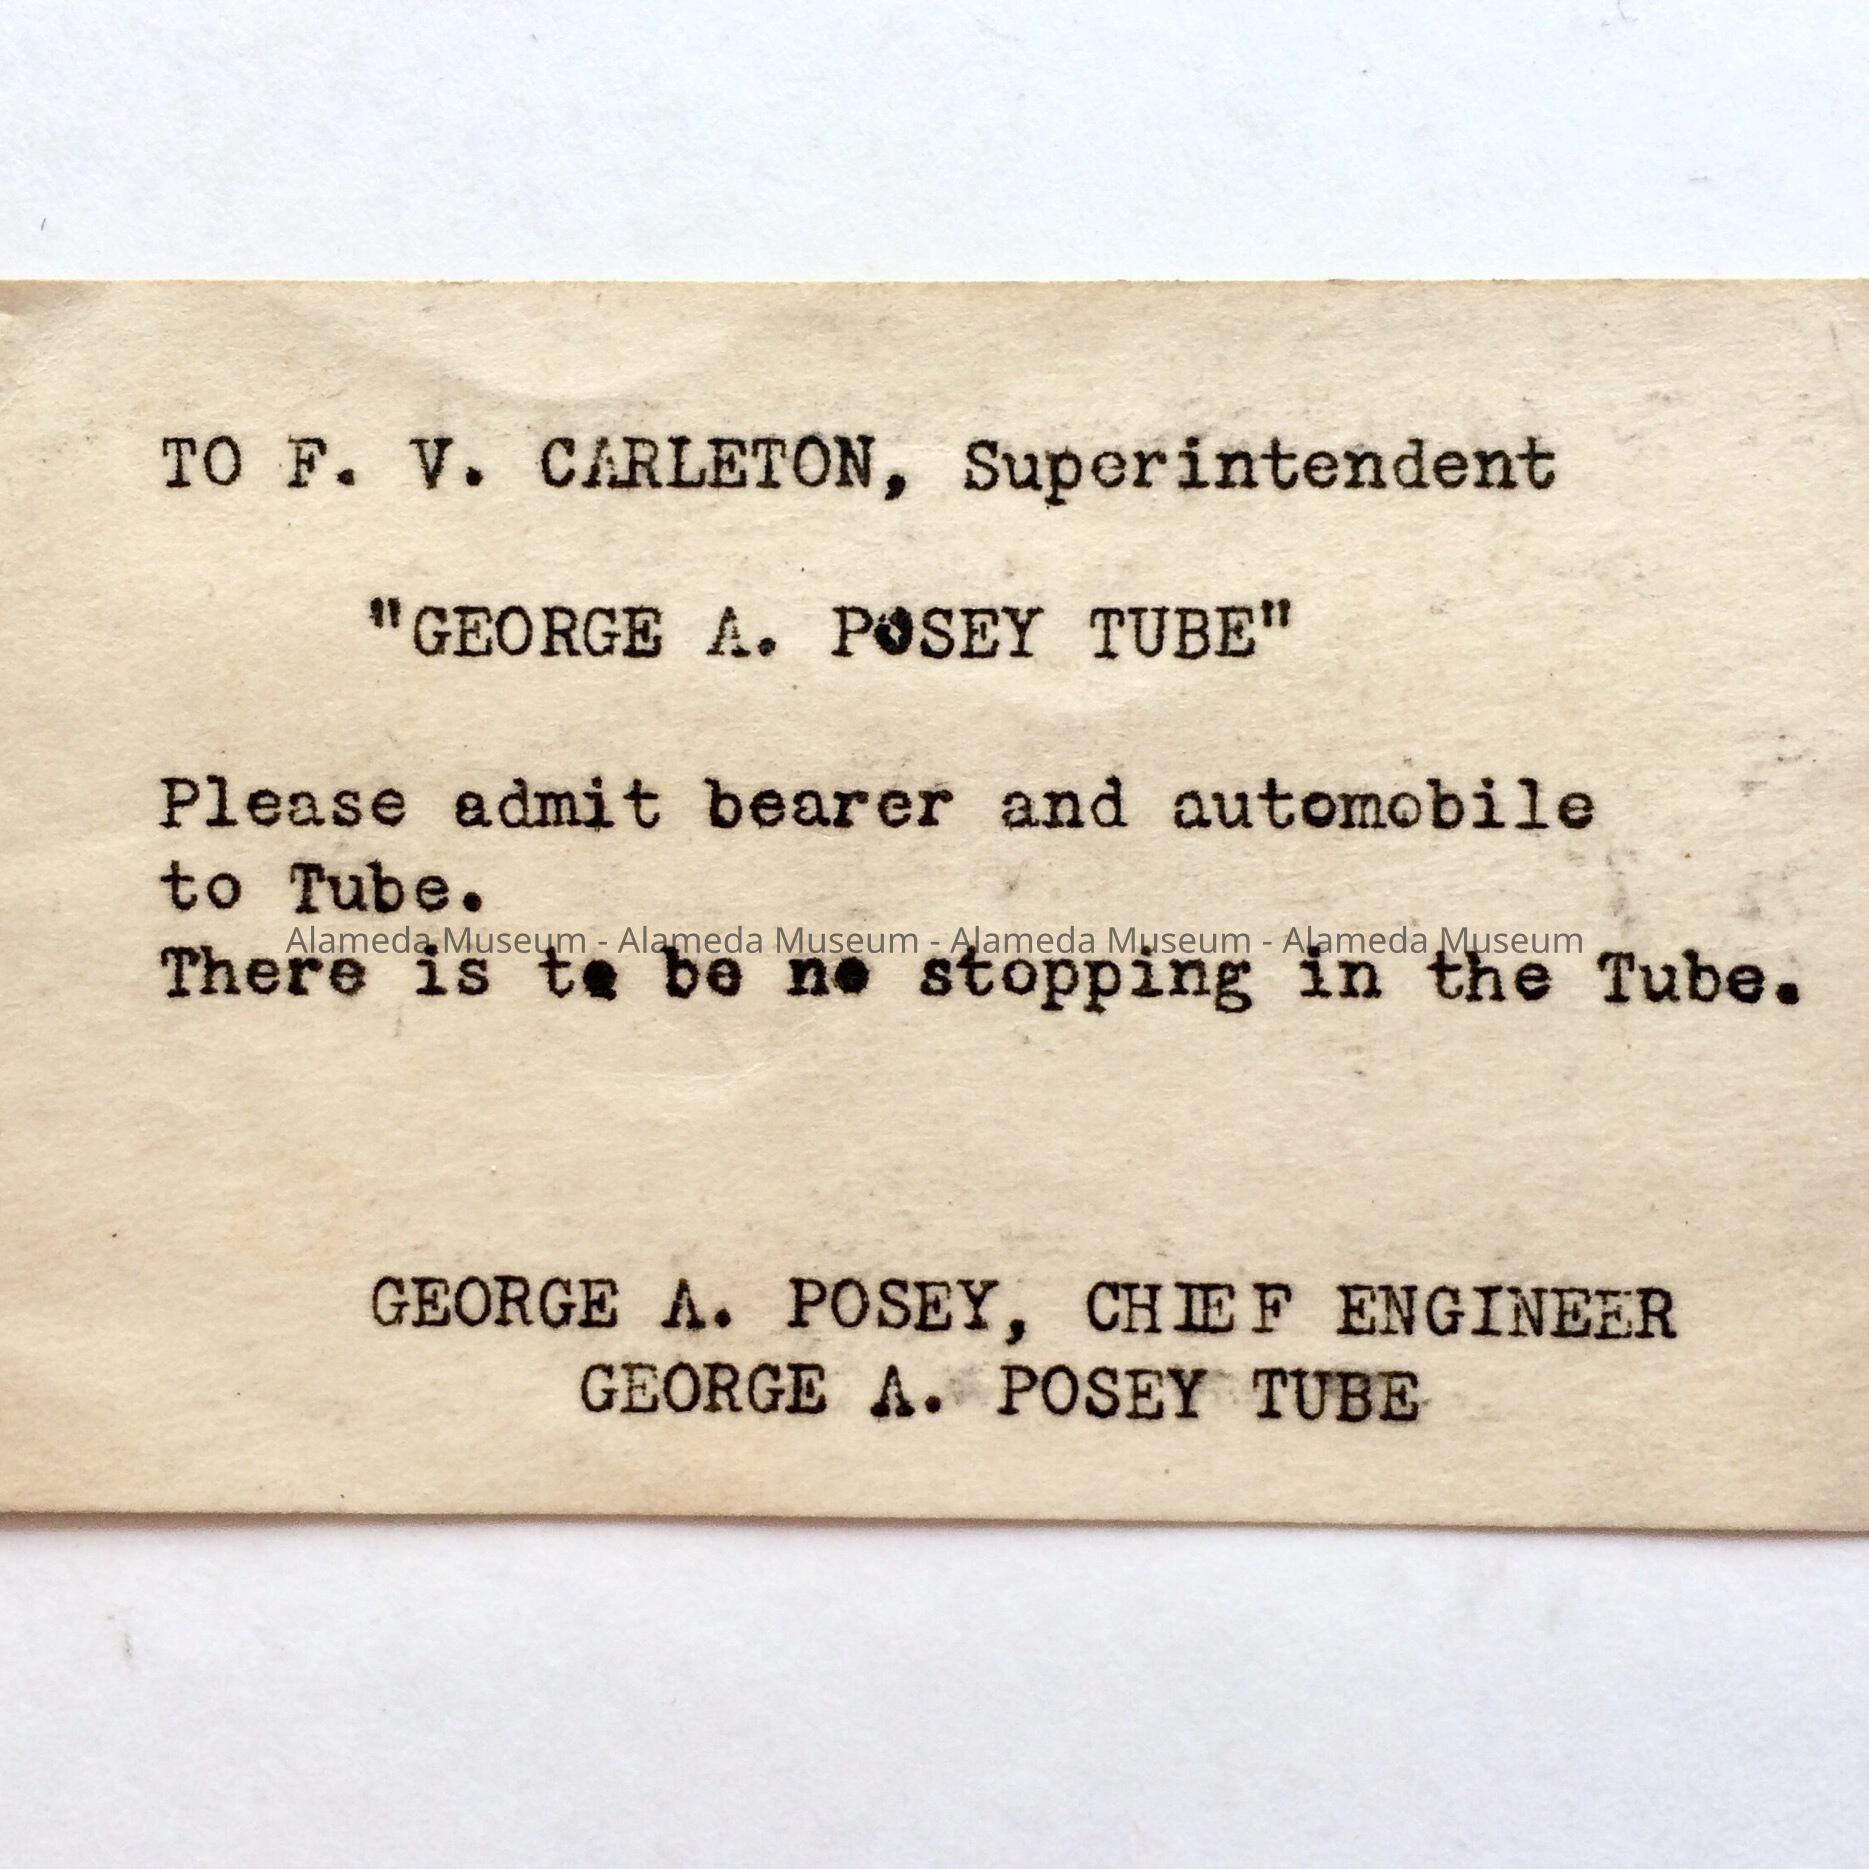 TO F. V. CARLETON, Superintendent
"GEORGE A. POSEY TUBE"
Please admit bearer and automobile
to Tube.
Alameda Museum - Alameda Museum - Alameda Museum - Alameda Museum
There is to be no stopping in the Tube.
GEORGE A. POSEY, CHIEF ENGINEER
GEORGE A. POSEY TUBE